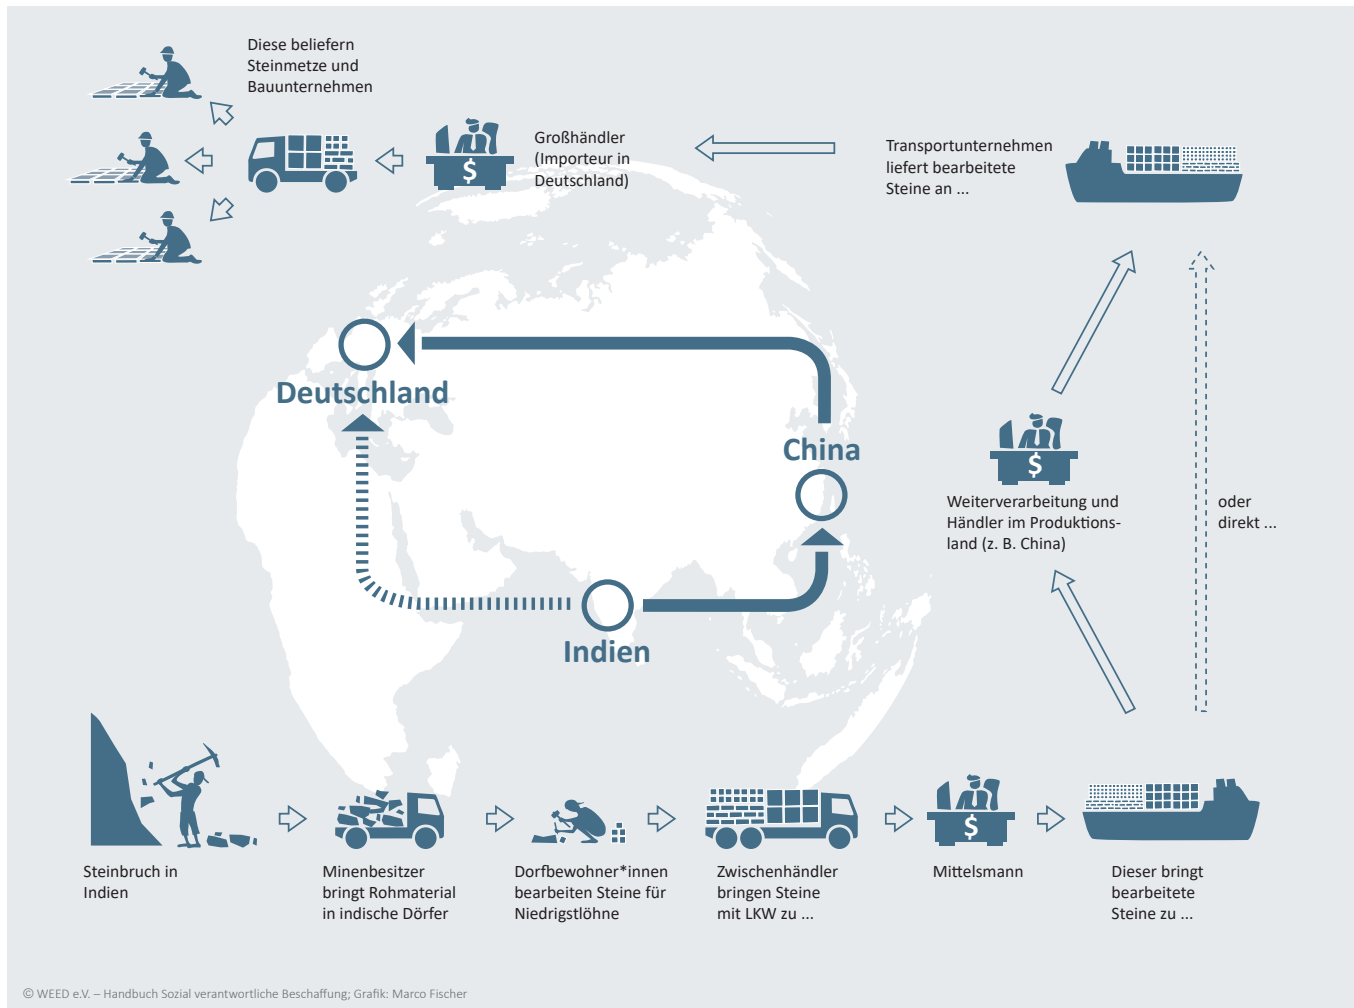 Diese beliefern
Steinmetze und
Bauunternehmen
$
Großhändler
(Importeur in
Deutschland)
Transportunternehmen
liefert bearbeitete
Steine an ...
Deutschland
China
Indien
$
Weiterverarbeitung und
Händler im Produktions-
land (z. B. China)
oder
direkt ...
Steinbruch in
Indien
Minenbesitzer
bringt Rohmaterial
in indische Dörfer
Dorfbewohner*innen
bearbeiten Steine für
Niedrigstlöhne
Zwischenhändler
bringen Steine
mit LKW zu ...
$
Mittelsmann
Dieser bringt
bearbeitete
Steine zu ...
© WEED e.V. – Handbuch Sozial verantwortliche Beschaffung; Grafik: Marco Fischer